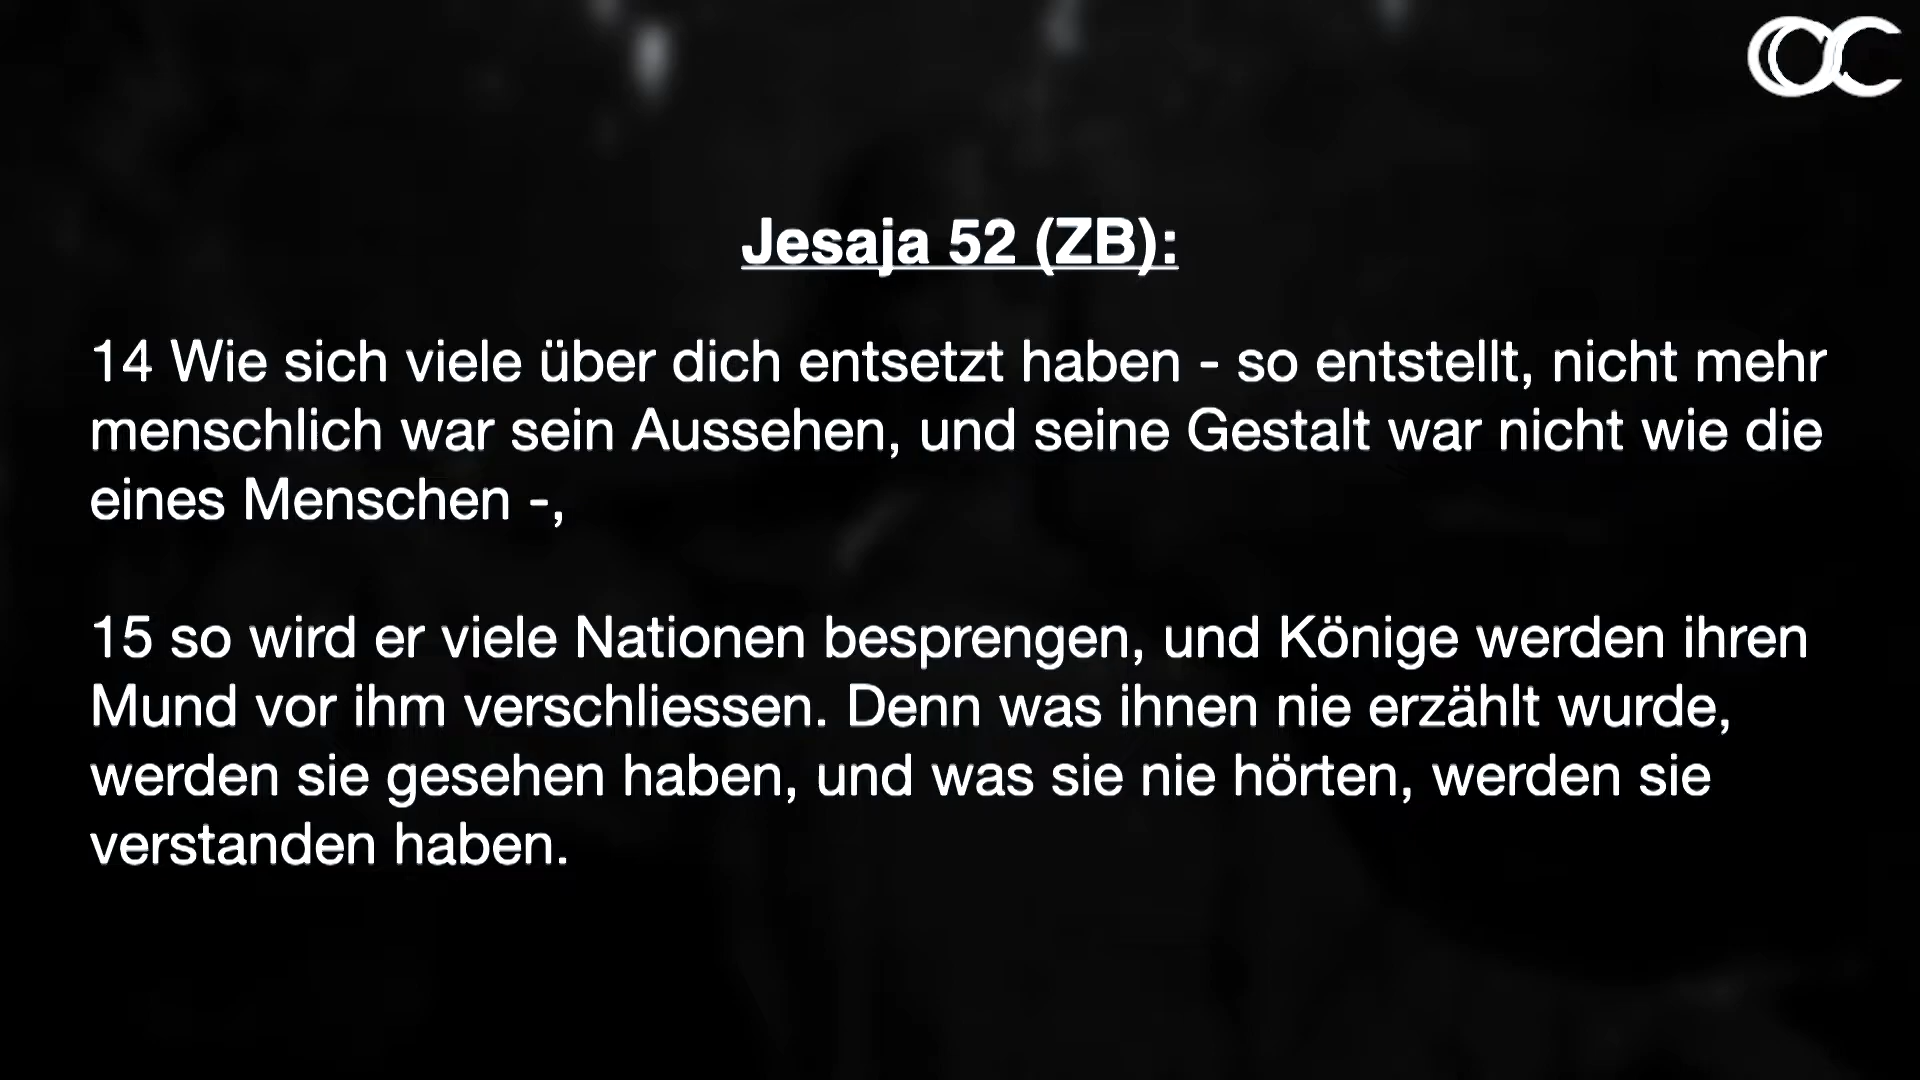 Jesaja 52 (ZB):
14 Wie sich viele über dich entsetzt haben - so entstellt, nicht mehr
menschlich war sein Aussehen, und seine Gestalt war nicht wie die
eines Menschen -,
15 so wird er viele Nationen besprengen, und Könige werden ihren
Mund vor ihm verschliessen. Denn was ihnen nie erzählt wurde,
werden sie gesehen haben, und was sie nie hörten, werden sie
verstanden haben.